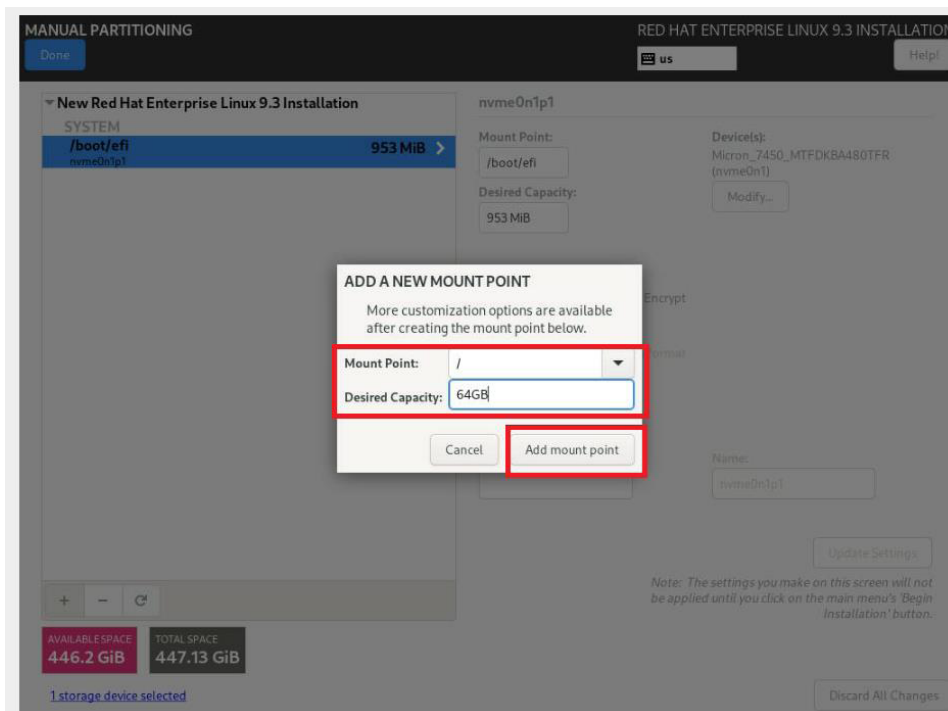 MANUAL PARTITIONING
RED HAT ENTERPRISE LINUX 9.3 INSTALLATION
Done
us
Help!
New Red Hat Enterprise Linux 9.3 Installation
SYSTEM
/boot/efi
953 MiB
nvme0n1p1
nvme0n1p1
Mount Point:
/boot/efi
Desired Capacity:
953 MiB
Device(s):
Micron_7450_MTFDKBA480TFR
(nvme0n1)
Modify...
Encrypt
ADD A NEW MOUNT POINT
More customization options are available
after creating the mount point below.
Mount Point:
/
Desired Capacity:
64GB
Cancel
Add mount point
Name:
nvme0n1p1
Update Settings
Note: The settings you make on this screen will not
be applied until you click on the main menu's 'Begin
Installation' button.
+ −
AVAILABLE SPACE
446.2 GiB
TOTAL SPACE
447.13 GiB
1 storage device selected
Discard All Changes